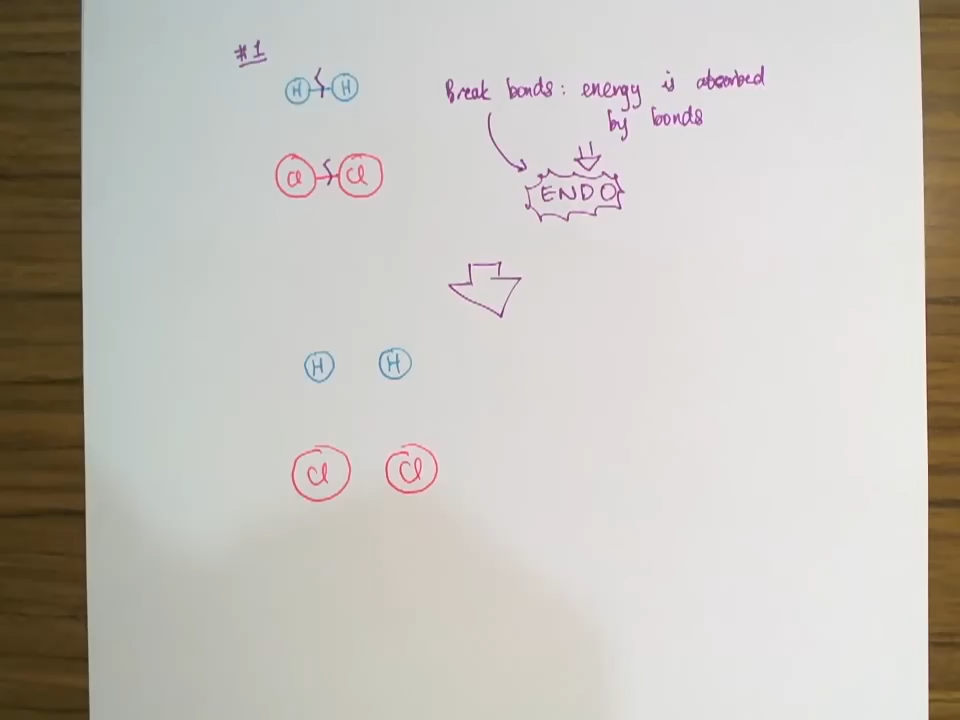 #1
H H
Break bonds: energy is absorbed
by bonds
Cl Cl
ENDO
H H
Cl Cl